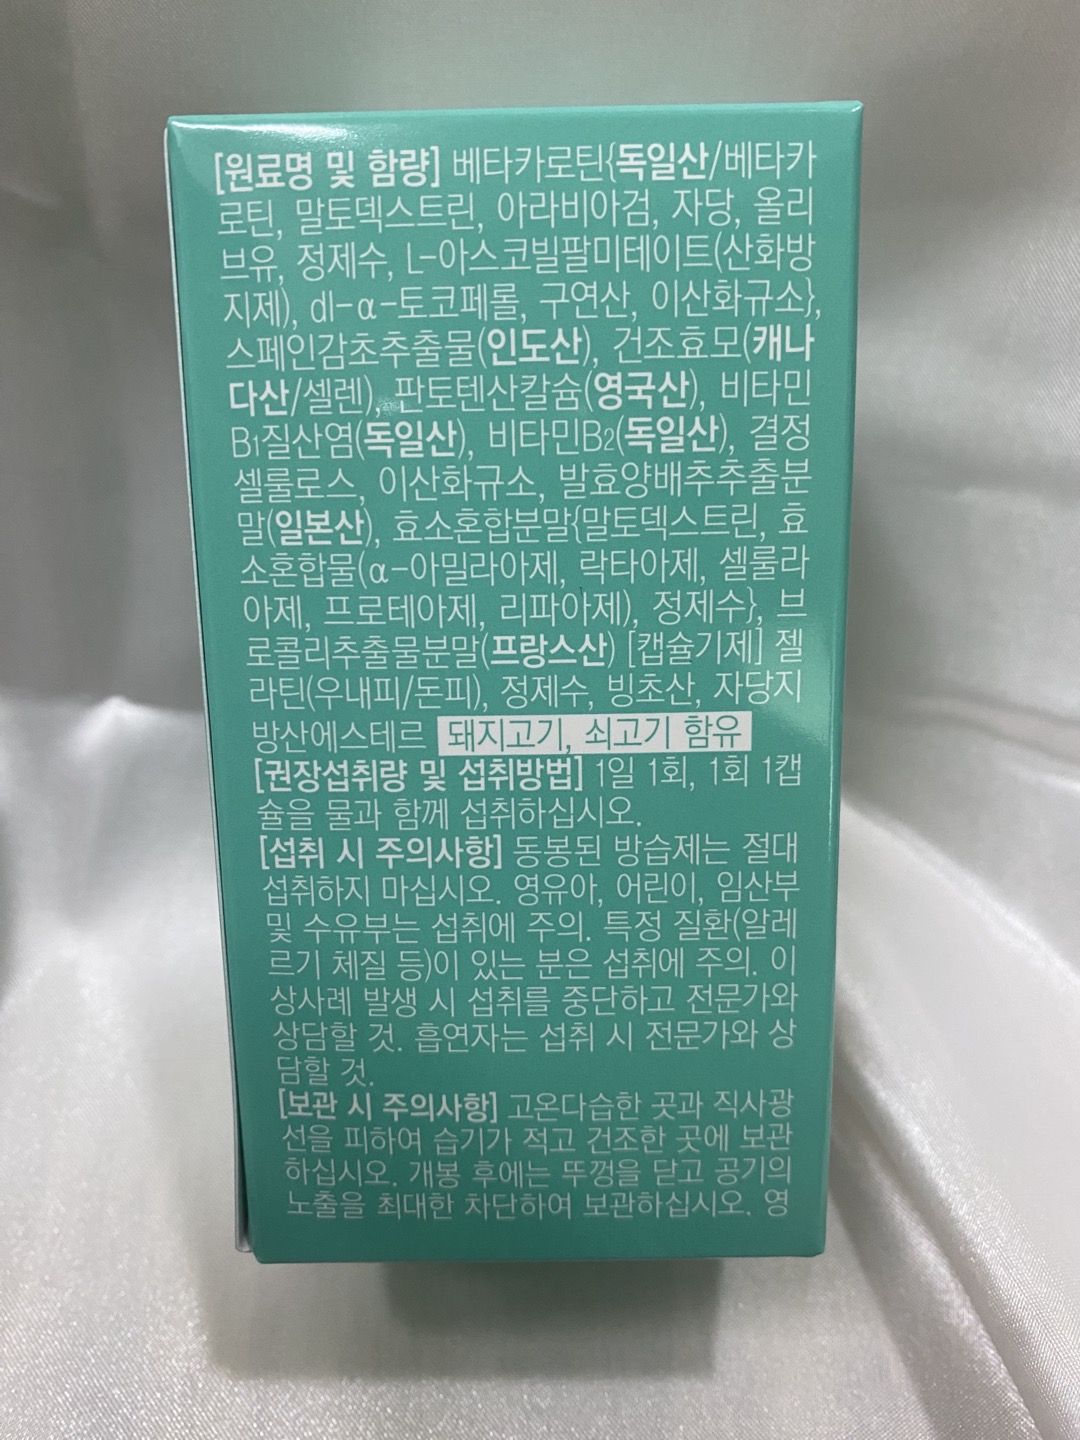 [원료명 및 함량] 베타카로틴{독일산/베타카
로틴, 말토덱스트린, 아라비아검, 자당, 올리
브유, 정제수, L-아스코빌팔미테이트(산화방
지제), dl-α-토코페롤, 구연산, 이산화규소},
스페인감초추출물(인도산), 건조효모(캐나
다산/셀렌), 판토텐산칼슘(영국산), 비타민
B1질산염(독일산), 비타민B2(독일산), 결정
셀룰로스, 이산화규소, 발효양배추추출분
말(일본산), 효소혼합분말{말토덱스트린, 효
소혼합물(α-아밀라아제, 락타아제, 셀룰라
아제, 프로테아제, 리파아제), 정제수}, 브
로콜리추출물분말(프랑스산) [캡슐기제] 젤
라틴(우내피/돈피), 정제수, 빙초산, 자당지
방산에스테르 돼지고기, 쇠고기 함유
[권장섭취량 및 섭취방법] 1일 1회, 1회 1캡
슐을 물과 함께 섭취하십시오.
[섭취 시 주의사항] 동봉된 방습제는 절대
섭취하지 마십시오. 영유아, 어린이, 임산부
및 수유부는 섭취에 주의. 특정 질환(알레
르기 체질 등)이 있는 분은 섭취에 주의. 이
상사례 발생 시 섭취를 중단하고 전문가와
상담할 것. 흡연자는 섭취 시 전문가와 상
담할 것.
[보관 시 주의사항] 고온다습한 곳과 직사광
선을 피하여 습기가 적고 건조한 곳에 보관
하십시오. 개봉 후에는 뚜껑을 닫고 공기의
노출을 최대한 차단하여 보관하십시오. 영